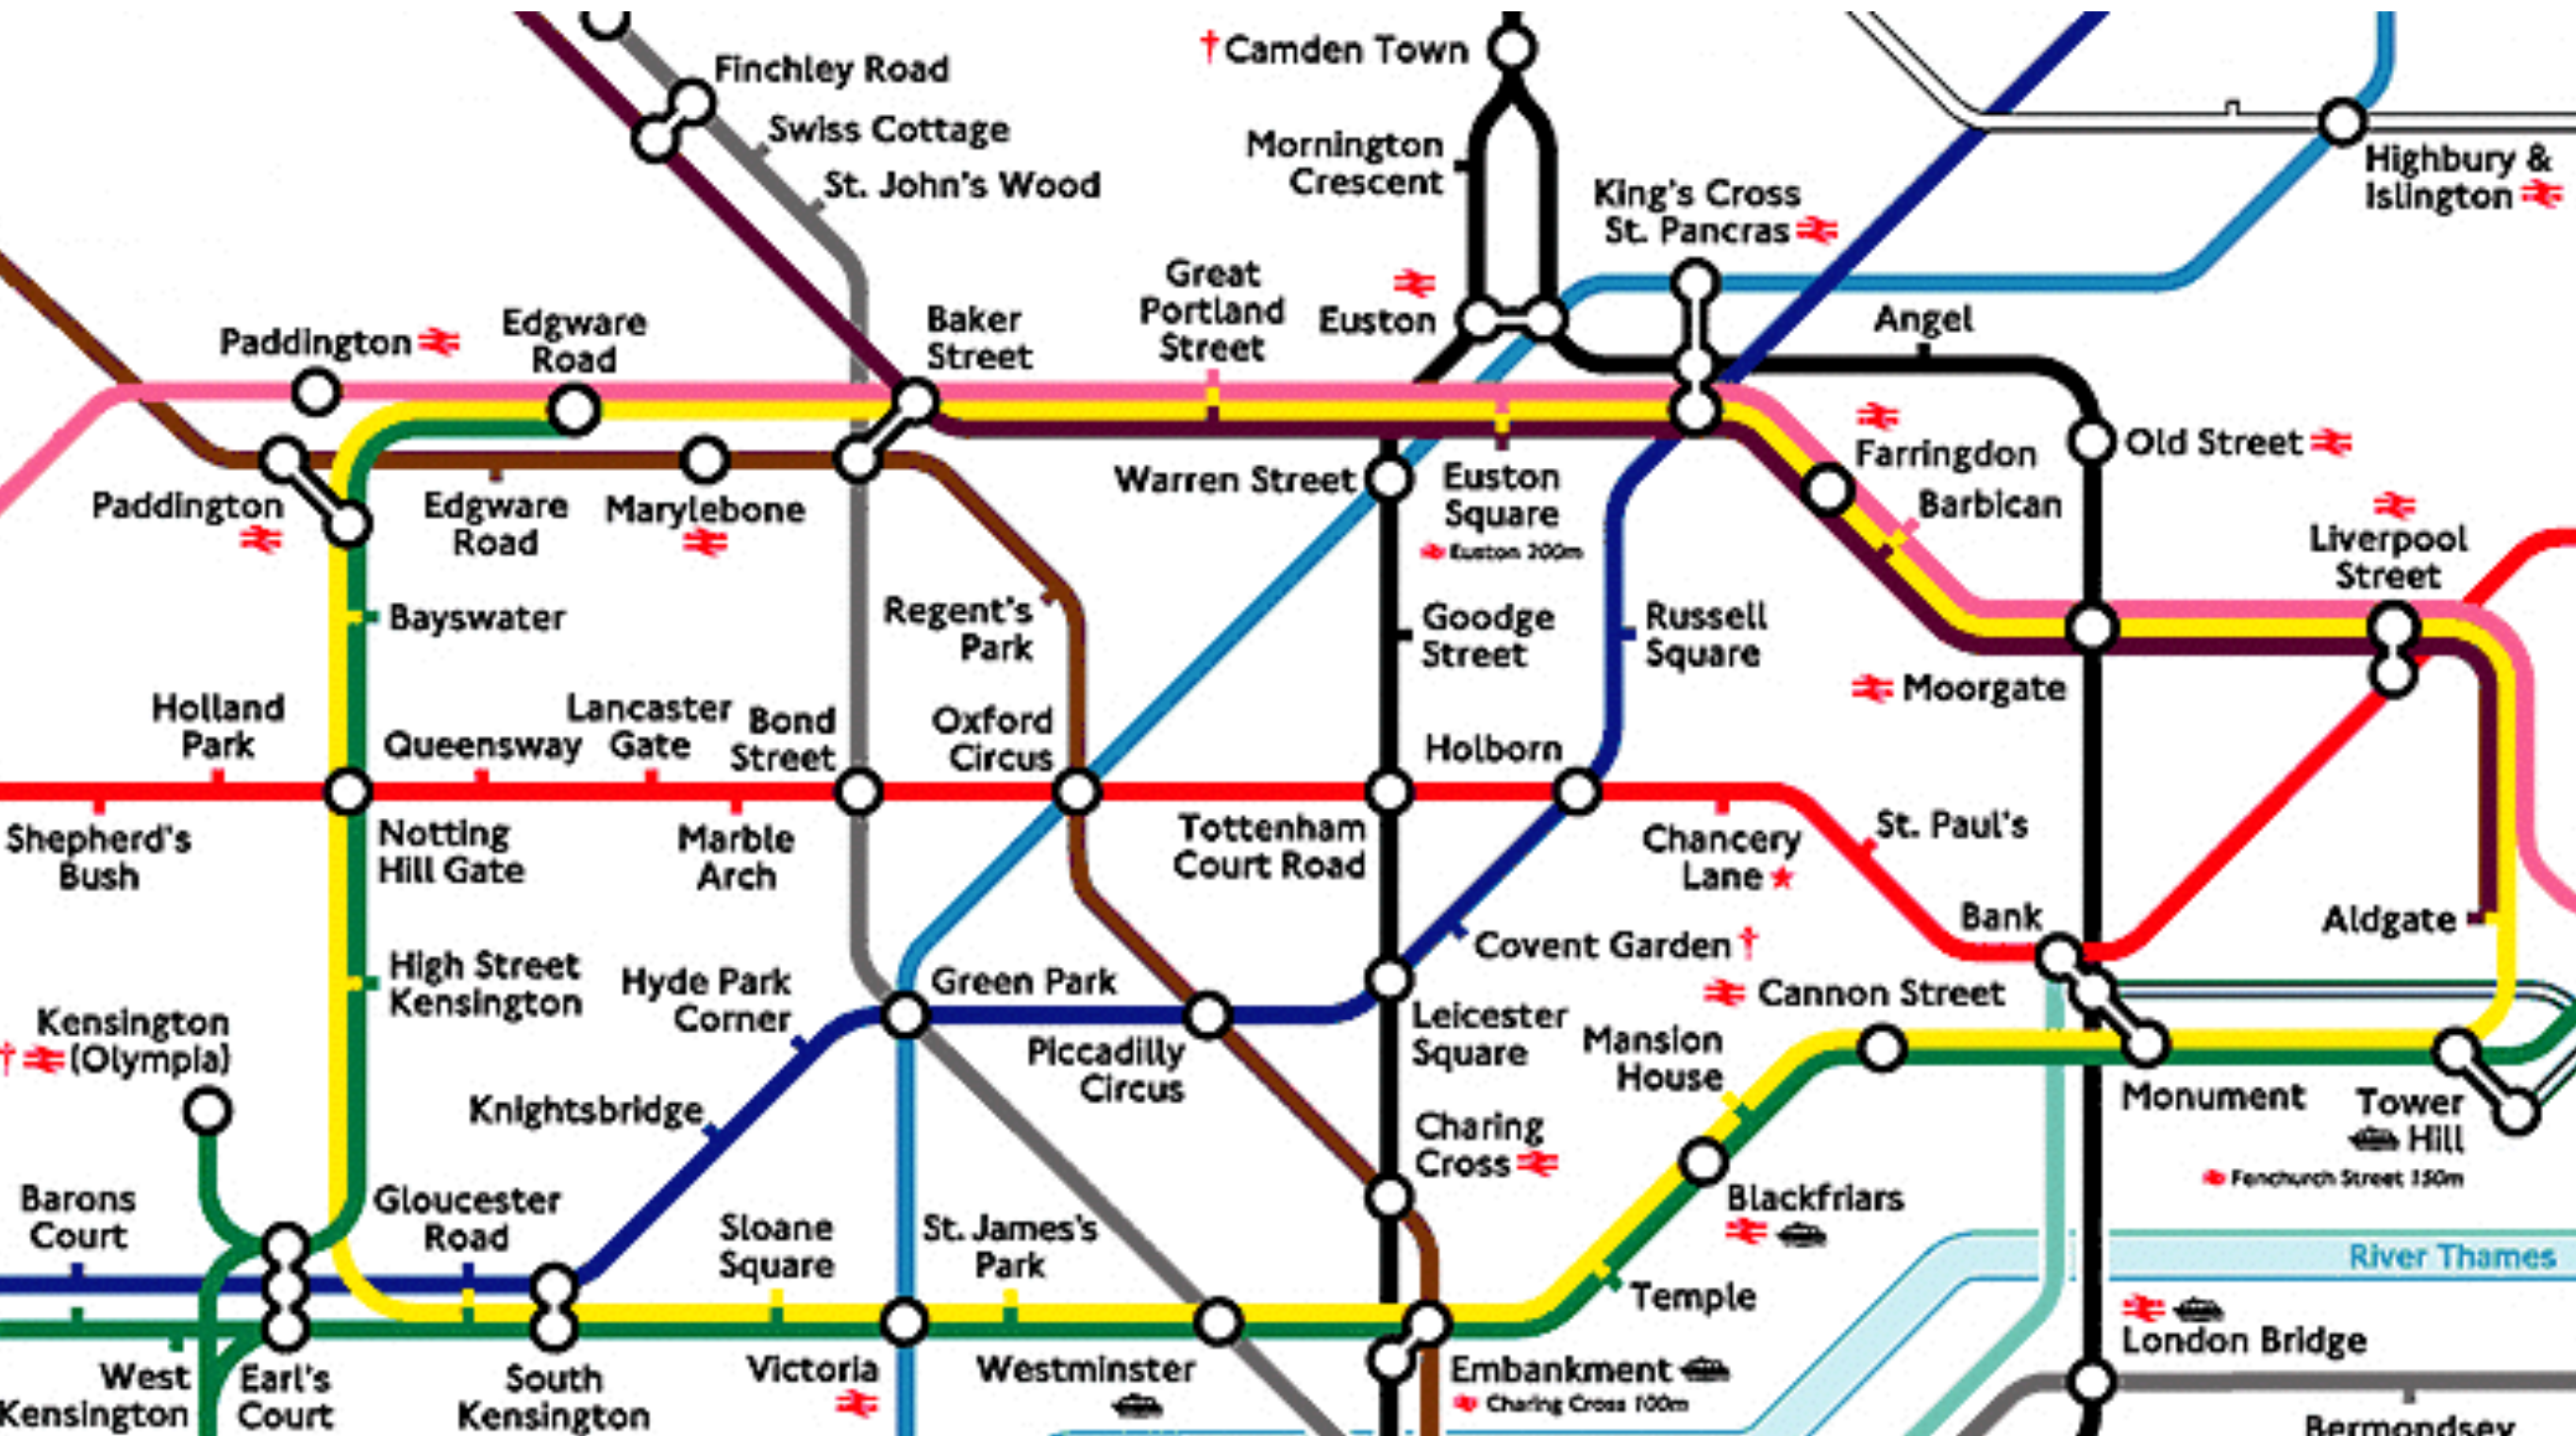 Finchley Road
Swiss Cottage
St. John's Wood
†Camden Town
Mornington
Crescent
King's Cross
St. Pancras
Highbury &
Islington
Great
Portland
Street
Euston
Angel
Paddington
Edgware
Road
Baker
Street
Old Street
Farringdon
Barbican
Warren Street
Euston
Square
Euston 200m
Liverpool
Street
Paddington
Edgware
Road
Marylebone
Bayswater
Regent's
Park
Goodge
Street
Russell
Square
Moorgate
Holland
Park
Queensway
Lancaster
Gate
Bond
Street
Oxford
Circus
Holborn
Shepherd's
Bush
Notting
Hill Gate
Marble
Arch
Tottenham
Court Road
Chancery
Lane★
St. Paul's
Bank
Aldgate
High Street
Kensington
Hyde Park
Corner
Green Park
Covent Garden †
Cannon Street
Kensington
†(Olympia)
Piccadilly
Circus
Leicester
Square
Mansion
House
Monument
Tower
Hill
Fenchurch Street 150m
Knightsbridge
Charing
Cross
Blackfriars
Barons
Court
Gloucester
Road
Sloane
Square
St. James's
Park
Temple
River Thames
London Bridge
West
Kensington
Earl's
Court
South
Kensington
Victoria
Westminster
Embankment
Charing Cross 100m
Bermondsey